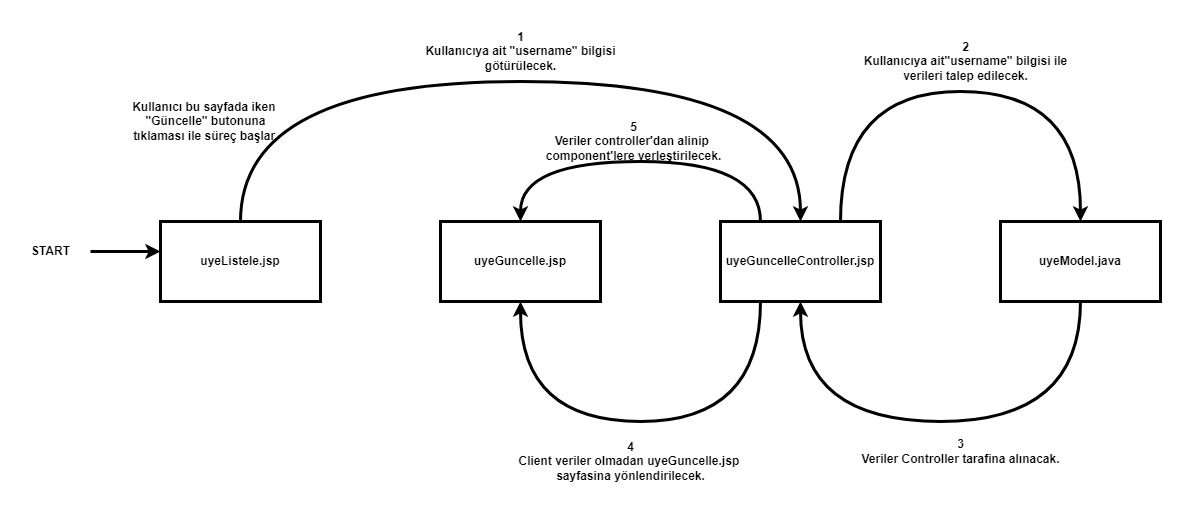 1
Kullanıcıya ait "username" bilgisi
götürülecek.
2
Kullanıcıya ait"username" bilgisi ile
verileri talep edilecek.
Kullanıcı bu sayfada iken
"Güncelle" butonuna
tıklaması ile süreç başlar
5
Veriler controller'dan alinip
component'lere yerleştirilecek.
START
uyeListele.jsp
uyeGuncelle.jsp
uyeGuncelleController.jsp
uyeModel.java
4
Client veriler olmadan uyeGuncelle.jsp
sayfasina yönlendirilecek.
3
Veriler Controller tarafina alınacak.